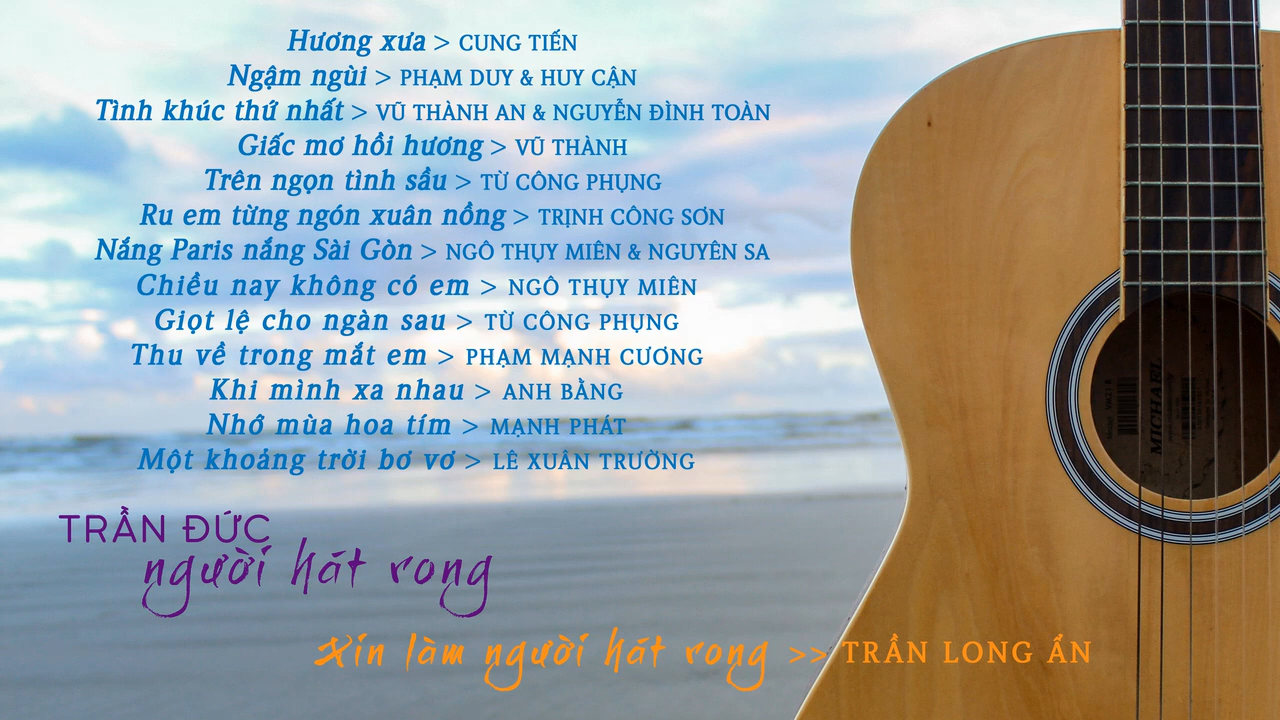 Hương xưa > CUNG TIẾN
Ngậm ngùi > PHẠM DUY & HUY CẬN
Tình khúc thứ nhất > VŨ THÀNH AN & NGUYỄN ĐÌNH TOÀN
Giấc mơ hồi hương > VŨ THÀNH
Trên ngọn tình sầu > TỪ CÔNG PHỤNG
Ru em từng ngón xuân nồng > TRỊNH CÔNG SƠN
Nắng Paris nắng Sài Gòn > NGÔ THỤY MIÊN & NGUYÊN SA
Chiều nay không có em > NGÔ THỤY MIÊN
Giọt lệ cho ngàn sau > TỪ CÔNG PHỤNG
Thu về trong mắt em > PHẠM MẠNH CƯƠNG
Khi mình xa nhau > ANH BẰNG
Nhớ mùa hoa tím > MẠNH PHÁT
Một khoảng trời bơ vơ > LÊ XUÂN TRƯỜNG
TRẦN ĐỨC
người hát rong
Xin làm người hát rong >> TRẦN LONG ẨN
MICHAEL